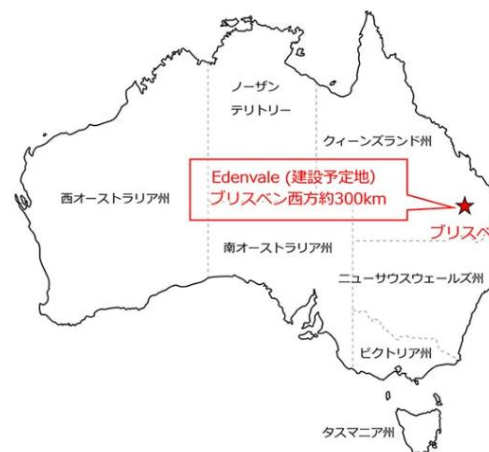 ノーザン
テリトリー
クィーンズランド州
Edenvale (建設予定地)
ブリスベン西方約300km
西オーストラリア州
ブリスベ
南オーストラリア州
ニューサウスウェールズ州
ビクトリア州
タスマニア州